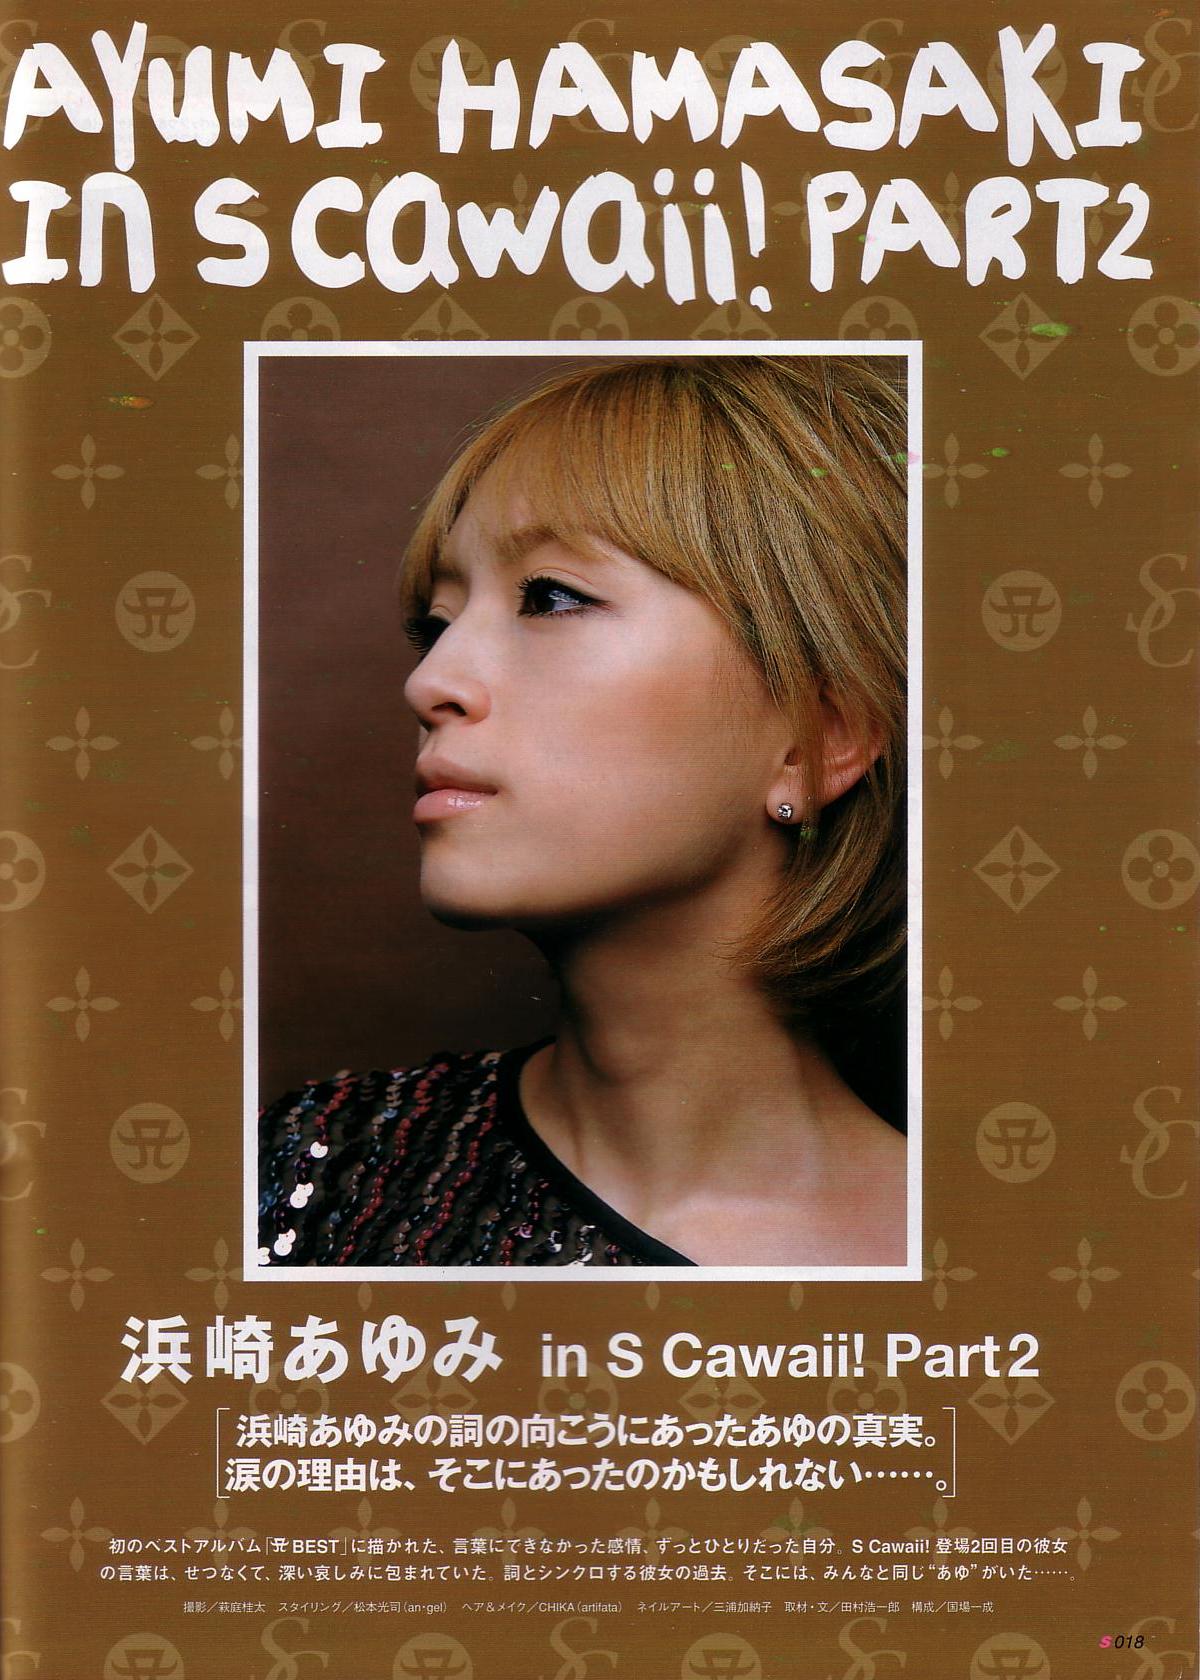 AYUMI HAMASAKI
In S Cawaii! PART2
浜崎あゆみ in S Cawaii! Part2
浜崎あゆみの詞の向こうにあったあゆの真実。
涙の理由は、そこにあったのかもしれない……。
初のベストアルバム「A BEST」に描かれた、言葉にできなかった感情、ずっとひとりだった自分。S Cawaii! 登場2回目の彼女
の言葉は、せつなくて、深い哀しみに包まれていた。詞とシンクロする彼女の過去。そこには、みんなと同じ“あゆ”がいた……。
撮影／萩庭桂太 スタイリング／松本光司（an-gel） ヘア＆メイク／CHIKA（artifata） ネイルアート／三浦加納子 取材・文／田村浩一郎 構成／国場一成
S 018